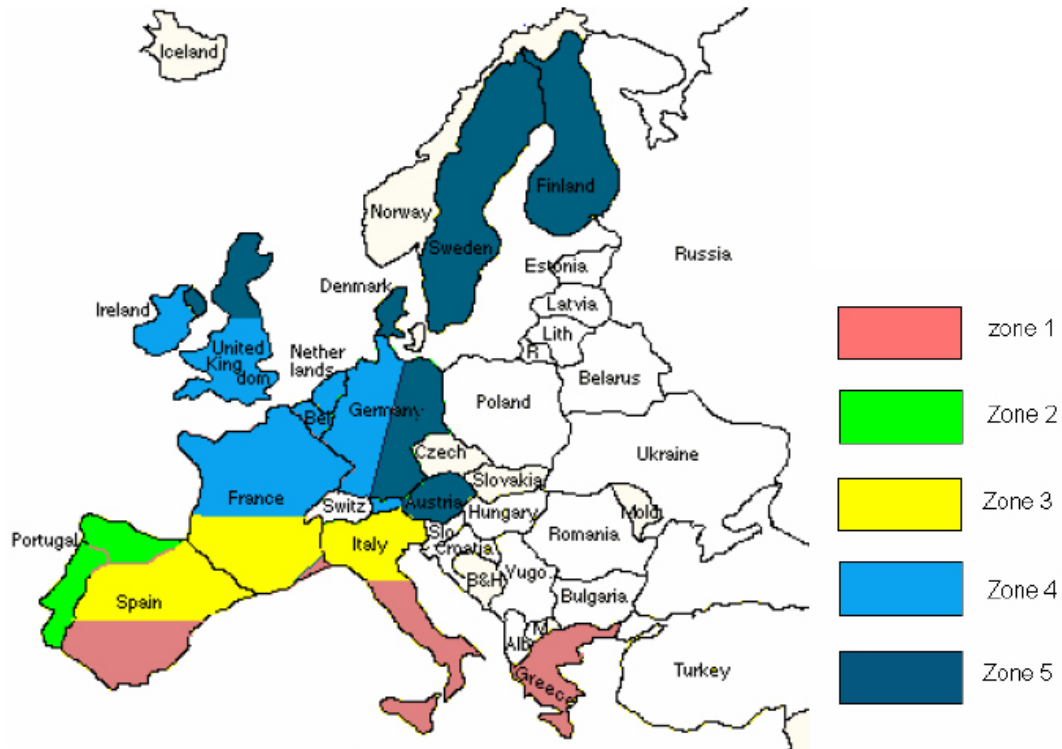 Iceland
Norway
Sweden
Finland
Russia
Estonia
Latvia
Lith
R
Belarus
Denmark
Ireland
United
King
dom
Nether
lands
Bel
Germany
Poland
Czech
Slovakia
Ukraine
France
Switz
Austria
Hungary
Mold
Romania
Slo
Croatia
Italy
B&H
Yugo
Bulgaria
Portugal
Spain
M
Alb
Greece
Turkey
zone 1
Zone 2
Zone 3
Zone 4
Zone 5